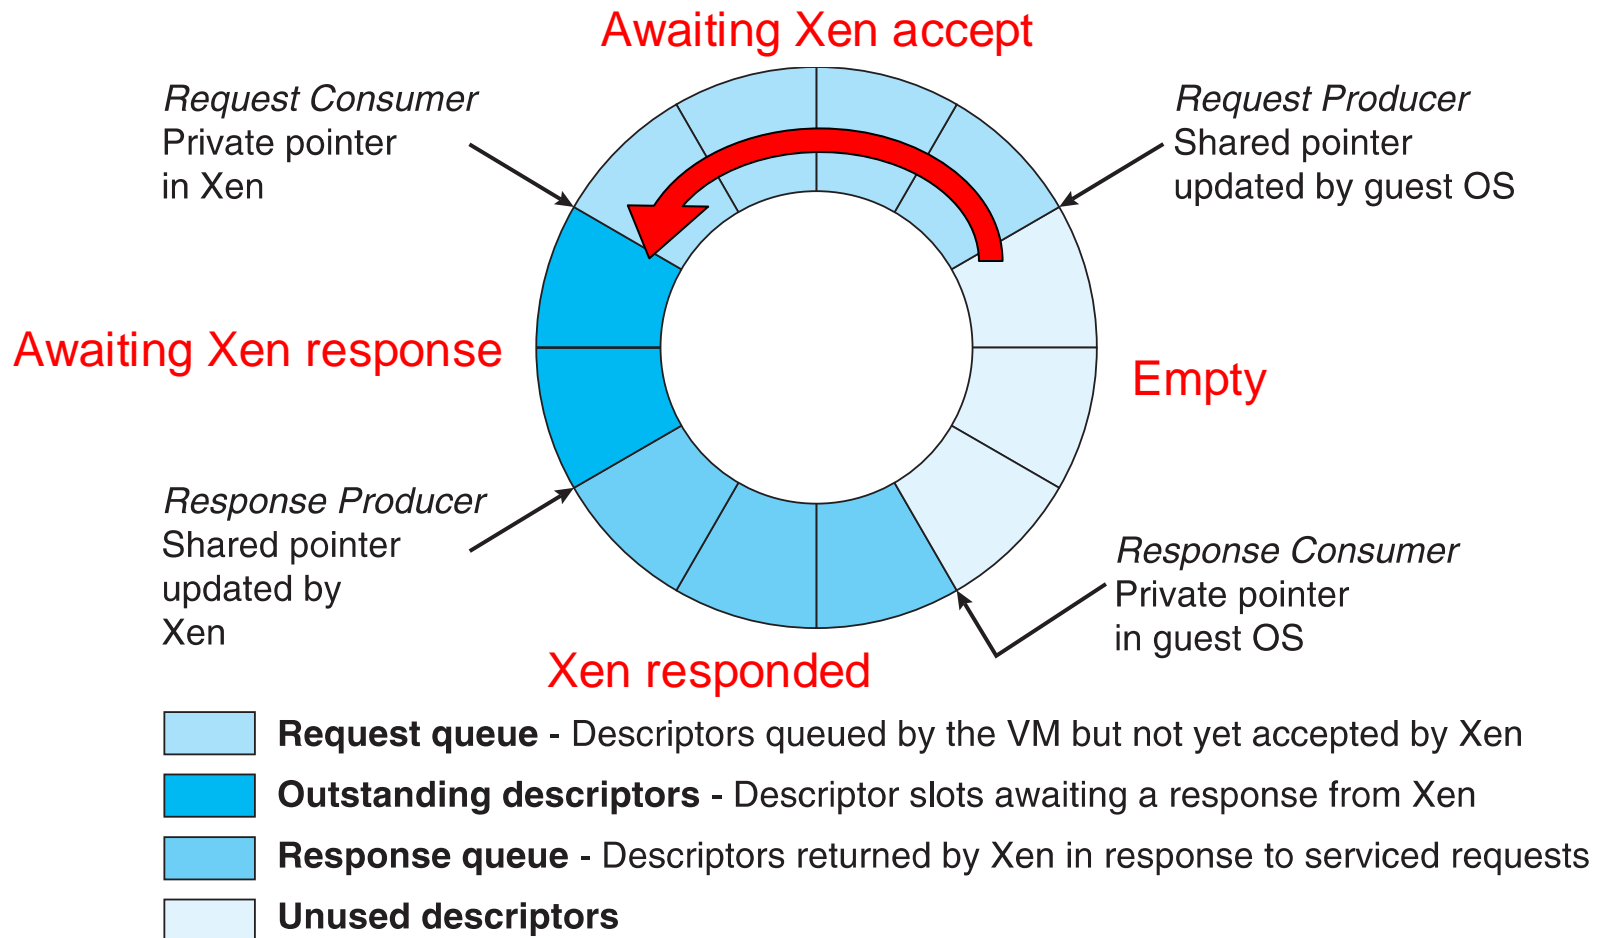 Awaiting Xen accept
Request Consumer
Private pointer
in Xen
Request Producer
Shared pointer
updated by guest OS
Awaiting Xen response
Empty
Response Producer
Shared pointer
updated by
Xen
Response Consumer
Private pointer
in guest OS
Xen responded
Request queue - Descriptors queued by the VM but not yet accepted by Xen
Outstanding descriptors - Descriptor slots awaiting a response from Xen
Response queue - Descriptors returned by Xen in response to serviced requests
Unused descriptors